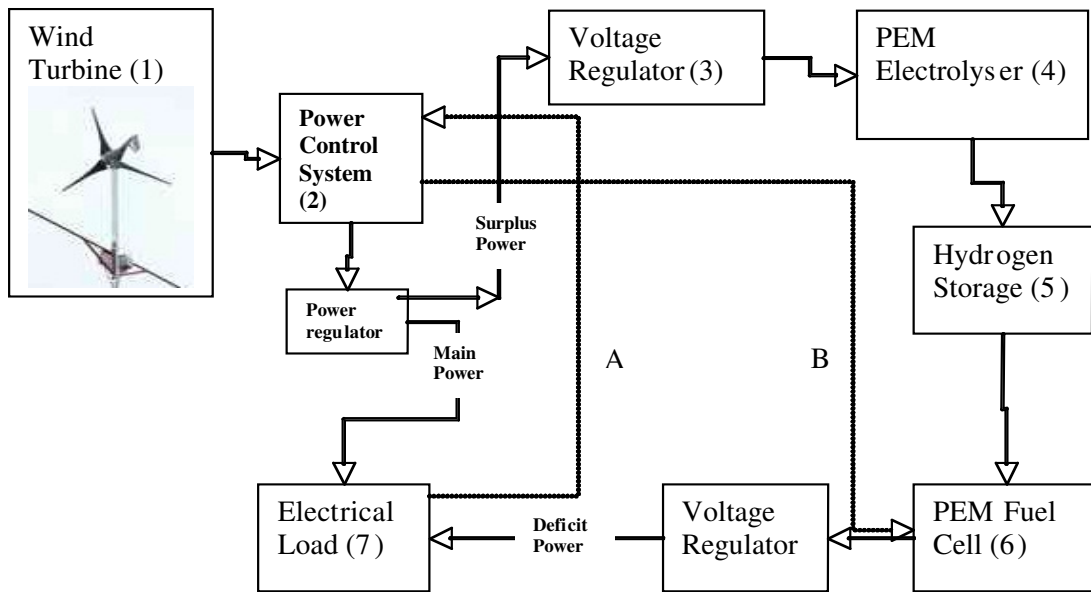 Wind
Turbine (1)
Power
Control
System
(2)
Power
regulator
Surplus
Power
Main
Power
Voltage
Regulator (3)
PEM
Electrolyser (4)
Hydrogen
Storage (5)
A
B
Electrical
Load (7)
Deficit
Power
Voltage
Regulator
PEM Fuel
Cell (6)